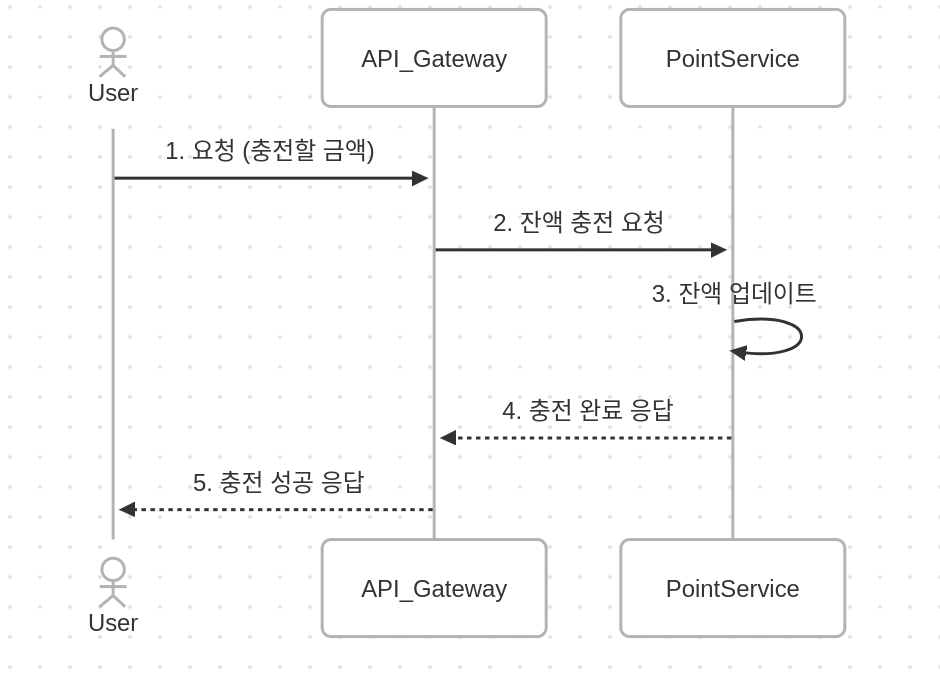 User
API_Gateway
PointService
1. 요청 (충전할 금액)
2. 잔액 충전 요청
3. 잔액 업데이트
4. 충전 완료 응답
5. 충전 성공 응답
User
API_Gateway
PointService